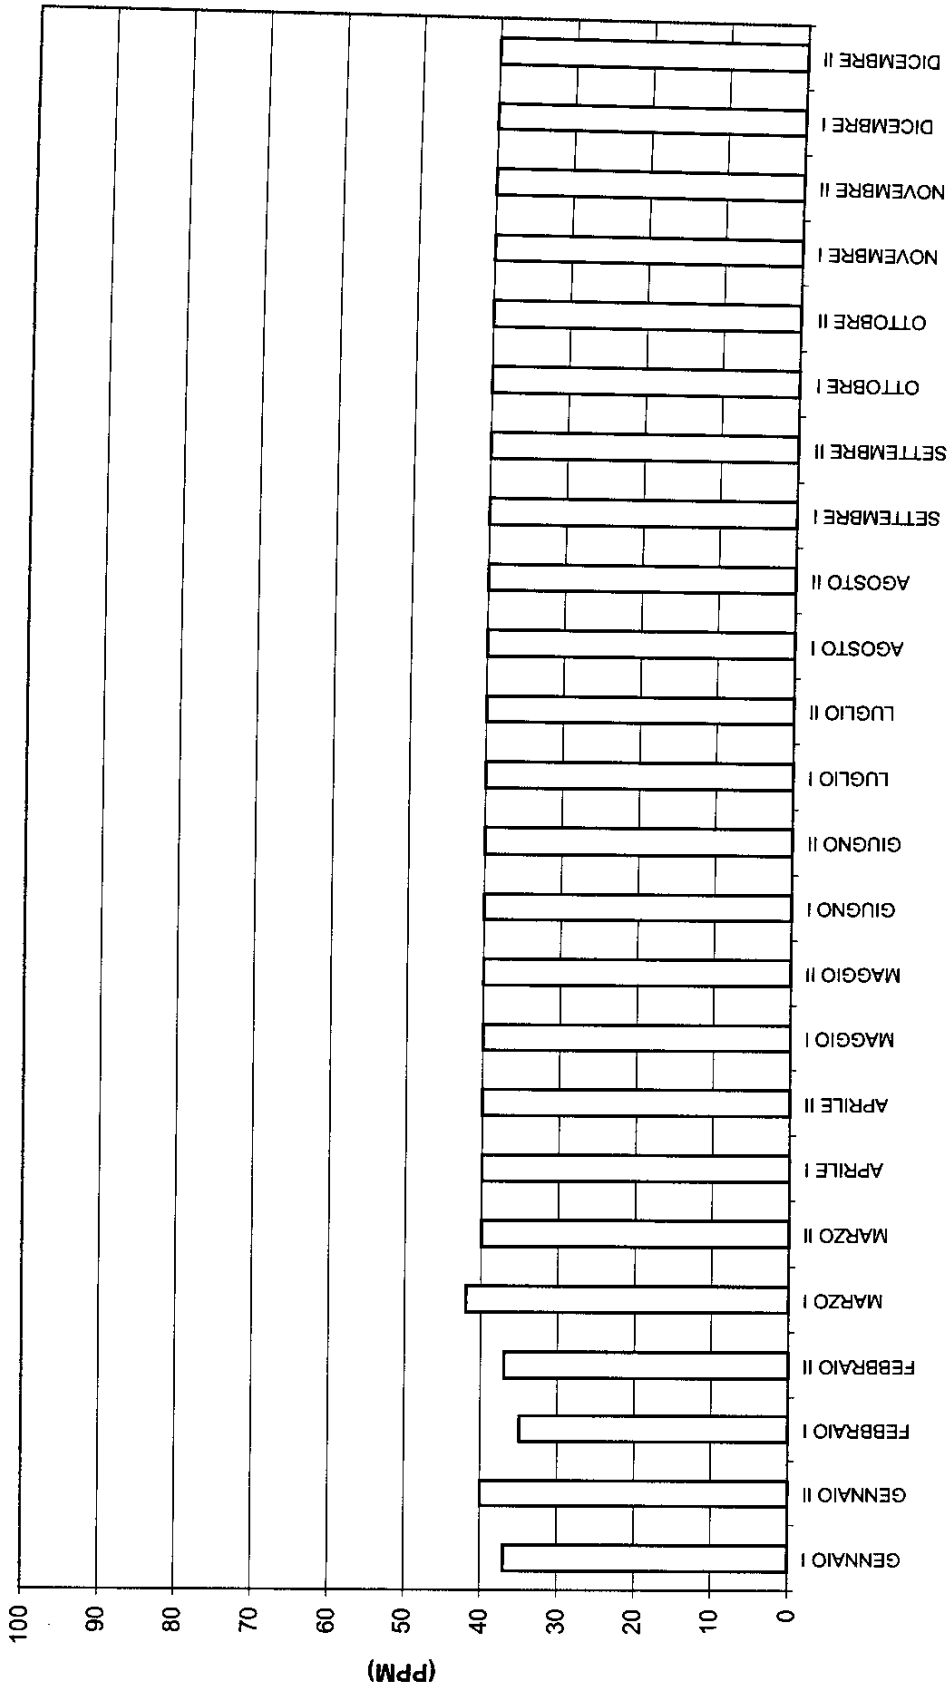 (PPM)
100
90
80
70
60
50
40
30
20
10
0
GENNAIO I
GENNAIO II
FEBBRAIO I
FEBBRAIO II
MARZO I
MARZO II
APRILE I
APRILE II
MAGGIO I
MAGGIO II
GIUGNO I
GIUGNO II
LUGLIO I
LUGLIO II
AGOSTO I
AGOSTO II
SETTEMBRE I
SETTEMBRE II
OTTOBRE I
OTTOBRE II
NOVEMBRE I
NOVEMBRE II
DICEMBRE I
DICEMBRE II